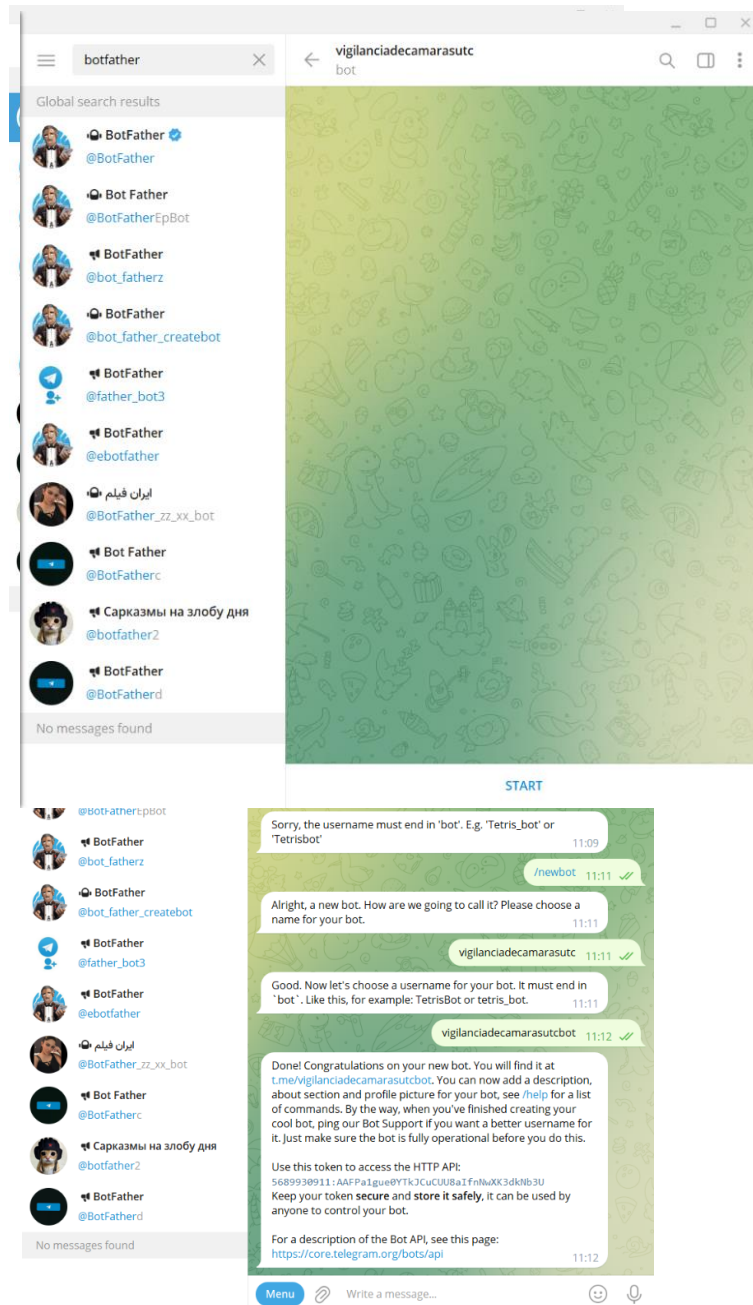 botfather
vigilanciadecamarasutc
bot
Global search results
BotFather
@BotFather
Bot Father
@BotFatherEpBot
BotFather
@bot_fatherz
BotFather
@bot_father_createbot
BotFather
@father_bot3
BotFather
@ebotfather
ایران فیلم
@BotFather_zz_xx_bot
Bot Father
@BotFatherc
Сарказмы на злобу дня
@botfather2
BotFather
@BotFatherd
No messages found
START
@BotFatherEpBot
BotFather
@bot_fatherz
BotFather
@bot_father_createbot
BotFather
@father_bot3
BotFather
@ebotfather
ایران فیلم
@BotFather_zz_xx_bot
Bot Father
@BotFatherc
Сарказмы на злобу дня
@botfather2
BotFather
@BotFatherd
No messages found
Sorry, the username must end in 'bot'. E.g. 'Tetris_bot' or
'Tetrisbot'
11:09
/newbot 11:11
Alright, a new bot. How are we going to call it? Please choose a
name for your bot.
11:11
vigilanciadecamarasutc 11:11
Good. Now let's choose a username for your bot. It must end in
`bot`. Like this, for example: TetrisBot or tetris_bot.
11:11
vigilanciadecamarasutcbot 11:12
Done! Congratulations on your new bot. You will find it at
t.me/vigilanciadecamarasutcbot. You can now add a description,
about section and profile picture for your bot, see /help for a list
of commands. By the way, when you've finished creating your
cool bot, ping our Bot Support if you want a better username for
it. Just make sure the bot is fully operational before you do this.
Use this token to access the HTTP API:
5689930911:AAFPa1gue0YTkJCuCUU8aIfnNwXK3dkNb3U
Keep your token secure and store it safely, it can be used by
anyone to control your bot.
For a description of the Bot API, see this page:
https://core.telegram.org/bots/api
11:12
Menu
Write a message...